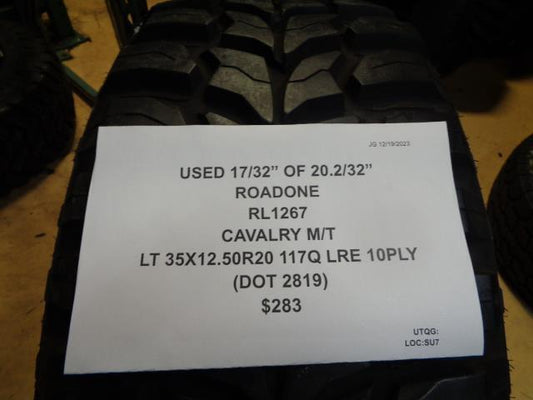 JG 12/19/2023
USED 17/32” OF 20.2/32”
ROADONE
RL1267
CAVALRY M/T
LT 35X12.50R20 117Q LRE 10PLY
(DOT 2819)
$283
UTQG:
LOC:SU7